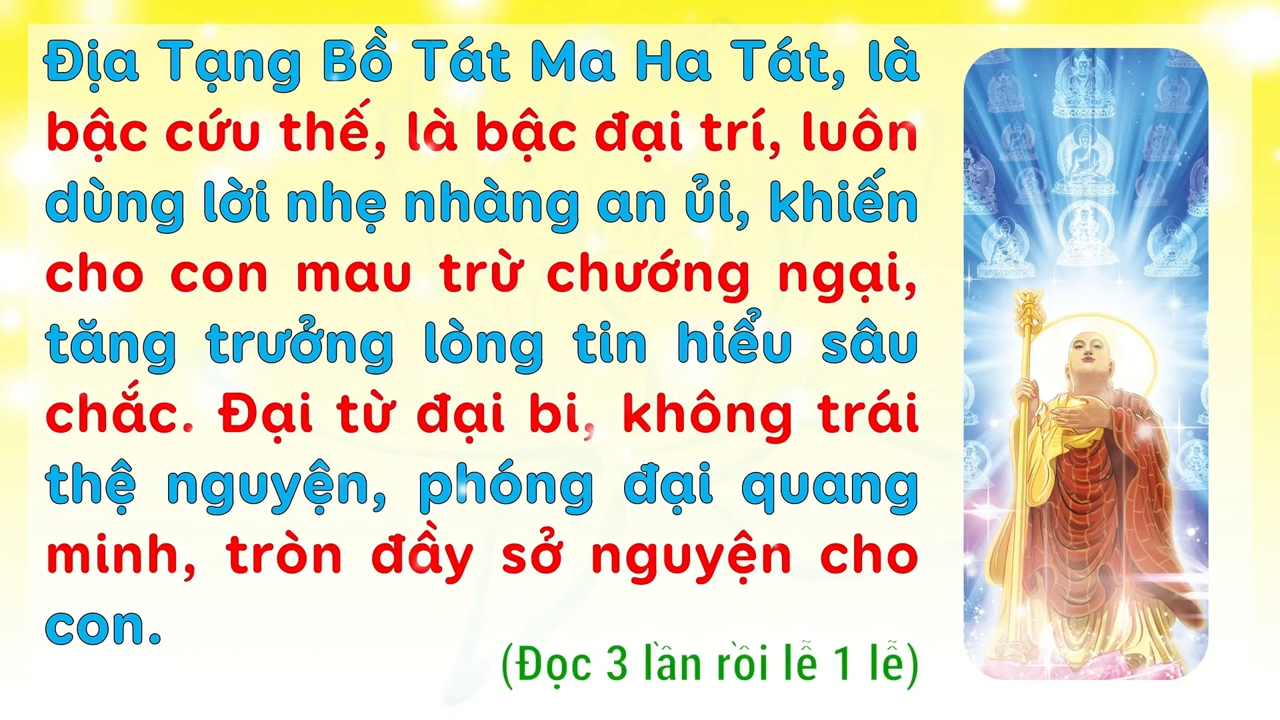 Địa Tạng Bồ Tát Ma Ha Tát, là
bậc cứu thế, là bậc đại trí, luôn
dùng lời nhẹ nhàng an ủi, khiến
cho con mau trừ chướng ngại,
tăng trưởng lòng tin hiểu sâu
chắc. Đại từ đại bi, không trái
thệ nguyện, phóng đại quang
minh, tròn đầy sở nguyện cho
con.
(Đọc 3 lần rồi lễ 1 lễ)